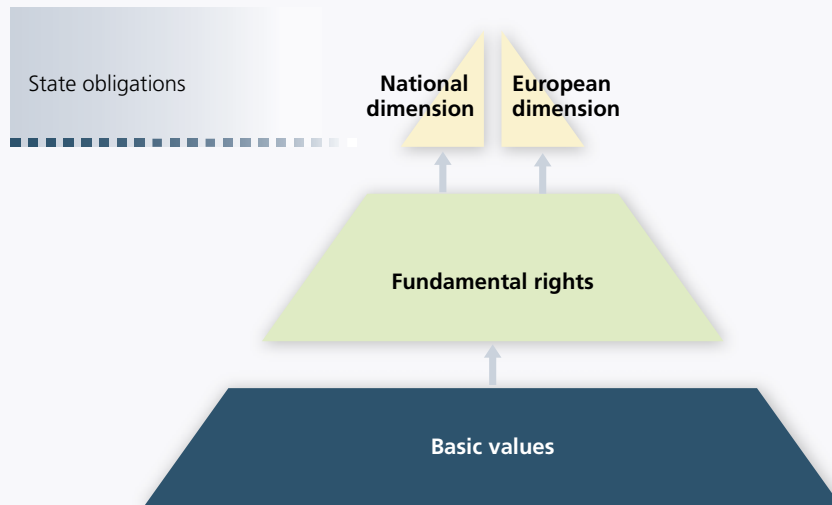 State obligations
National
dimension
European
dimension
Fundamental rights
Basic values